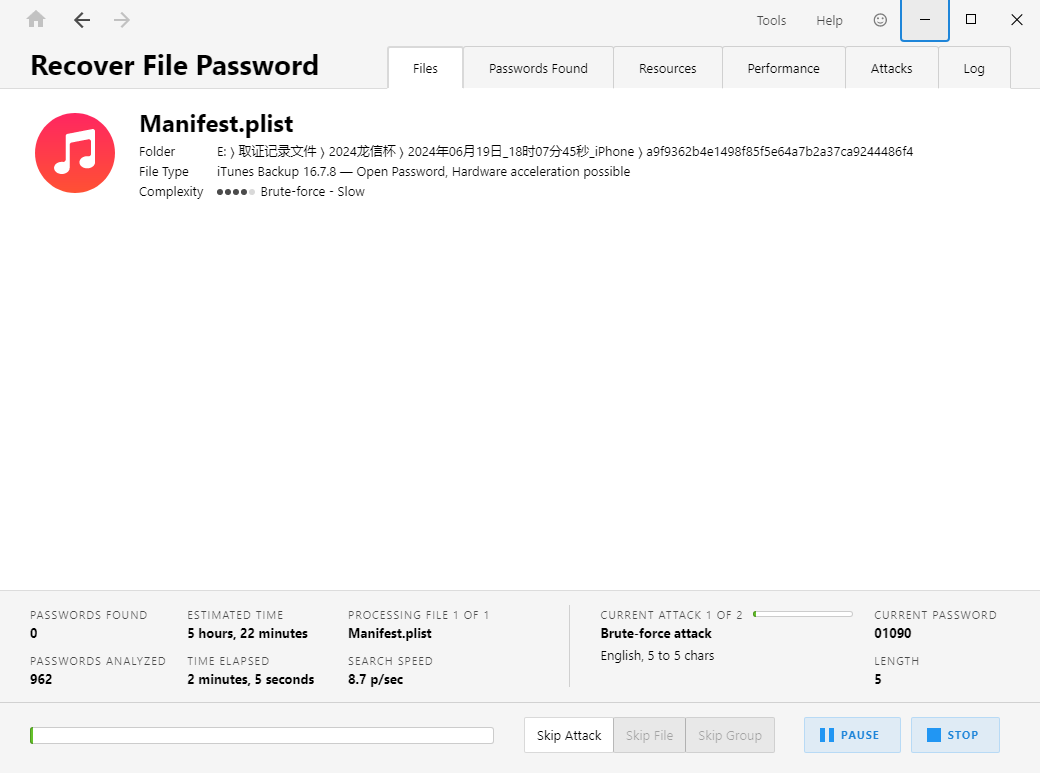 Tools Help
Recover File Password
Files Passwords Found Resources Performance Attacks Log
Manifest.plist
Folder E: ⟩ 取证记录文件 ⟩ 2024龙信杯 ⟩ 2024年06月19日_18时07分45秒_iPhone ⟩ a9f9362b4e1498f85f5e64a7b2a37ca9244486f4
File Type iTunes Backup 16.7.8 — Open Password, Hardware acceleration possible
Complexity Brute-force - Slow
PASSWORDS FOUND ESTIMATED TIME PROCESSING FILE 1 OF 1 CURRENT ATTACK 1 OF 2 CURRENT PASSWORD
0 5 hours, 22 minutes Manifest.plist Brute-force attack 01090
English, 5 to 5 chars
PASSWORDS ANALYZED TIME ELAPSED SEARCH SPEED LENGTH
962 2 minutes, 5 seconds 8.7 p/sec 5
Skip Attack Skip File Skip Group PAUSE STOP